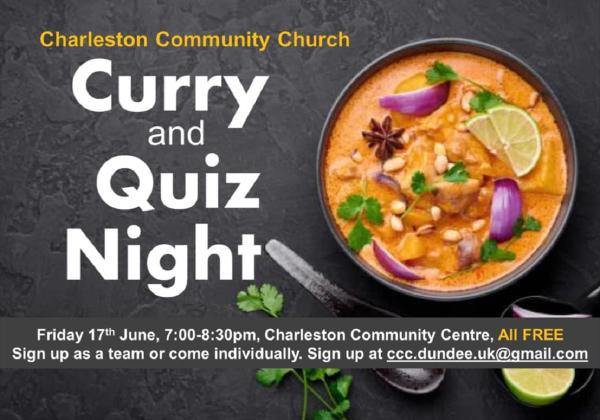 Charleston Community Church
Curry
and
Quiz
Night
Friday 17th June, 7:00-8:30pm, Charleston Community Centre, All FREE
Sign up as a team or come individually. Sign up at ccc.dundee.uk@gmail.com